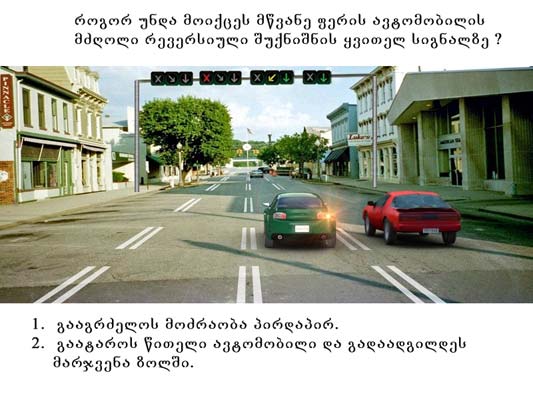 როგორ უნდა მოიქცეს მწვანე ფერის ავტომობილის
მძღოლი რევერსიული შუქნიშნის ყვითელ სიგნალზე ?
PINNACLE
1. გააგრძელოს მოძრაობა პირდაპირ.
2. გაატაროს წითელი ავტომობილი და გადაადგილდეს
მარჯვენა ზოლში.